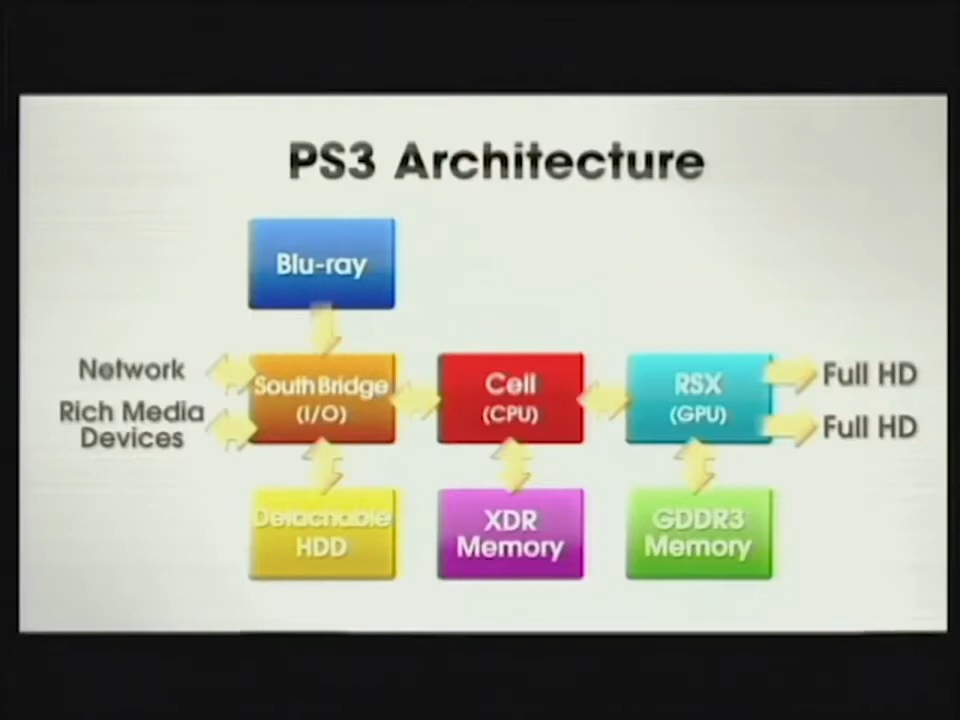 PS3 Architecture
Blu-ray
Network
Rich Media
Devices
South Bridge
(I/O)
Cell
(CPU)
RSX
(GPU)
Full HD
Full HD
Detachable
HDD
XDR
Memory
GDDR3
Memory